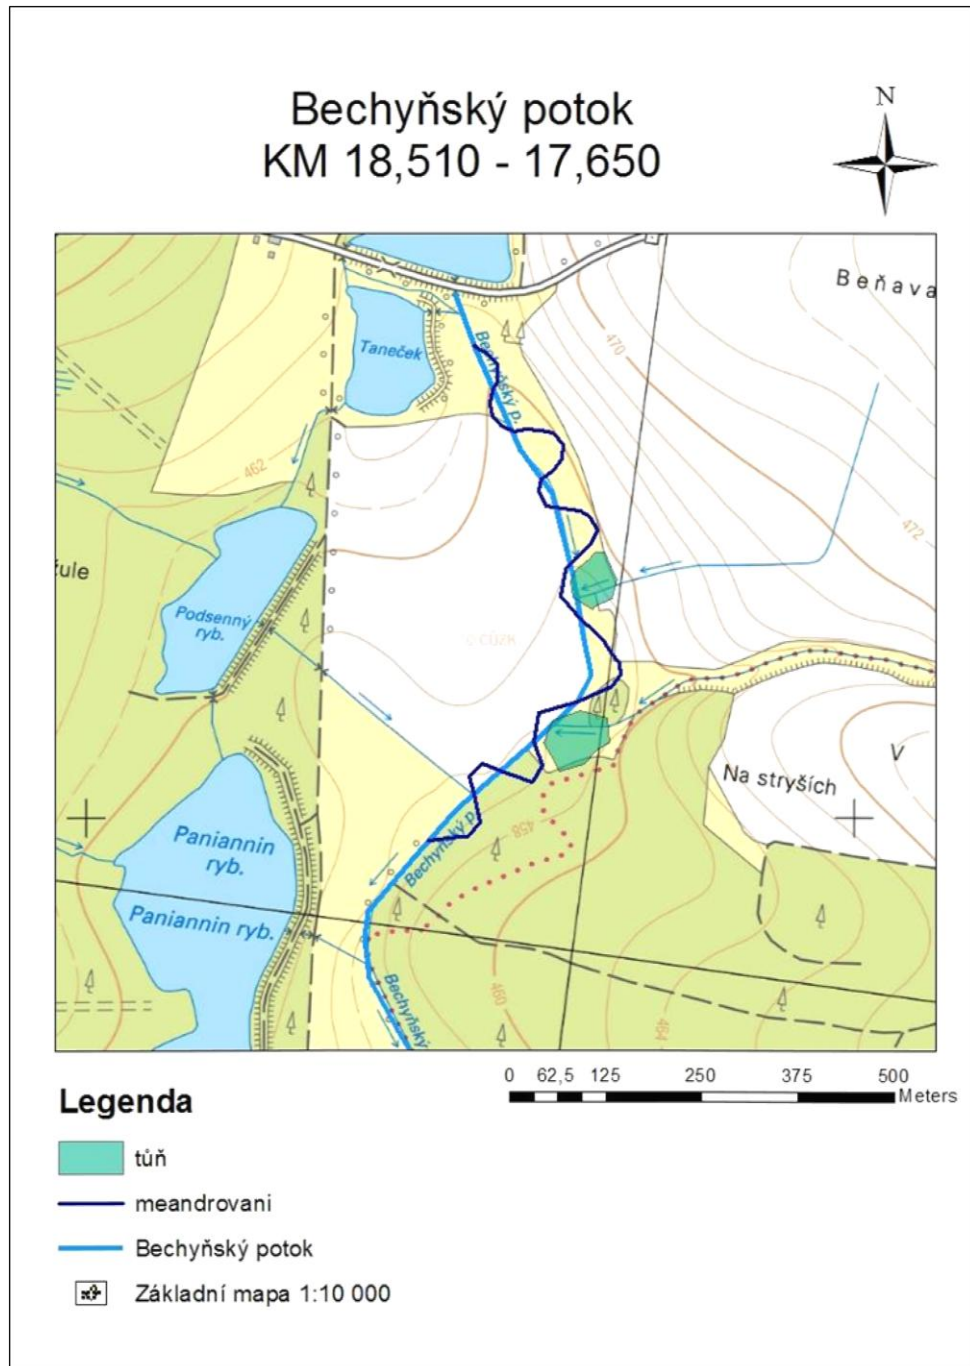 Bechyňský potok
KM 18,510 - 17,650
N
Beňava
Taneček
Bechyňský p.
470
462
472
žule
Podsenný
ryb.
ČÚZK
V
Na stryších
Paniannin
ryb.
458
Bechyňský p.
Paniannin ryb.
Bechyňský
460
464
0 62,5 125 250 375 500
Meters
Legenda
tůň
meandrovani
Bechyňský potok
Základní mapa 1:10 000